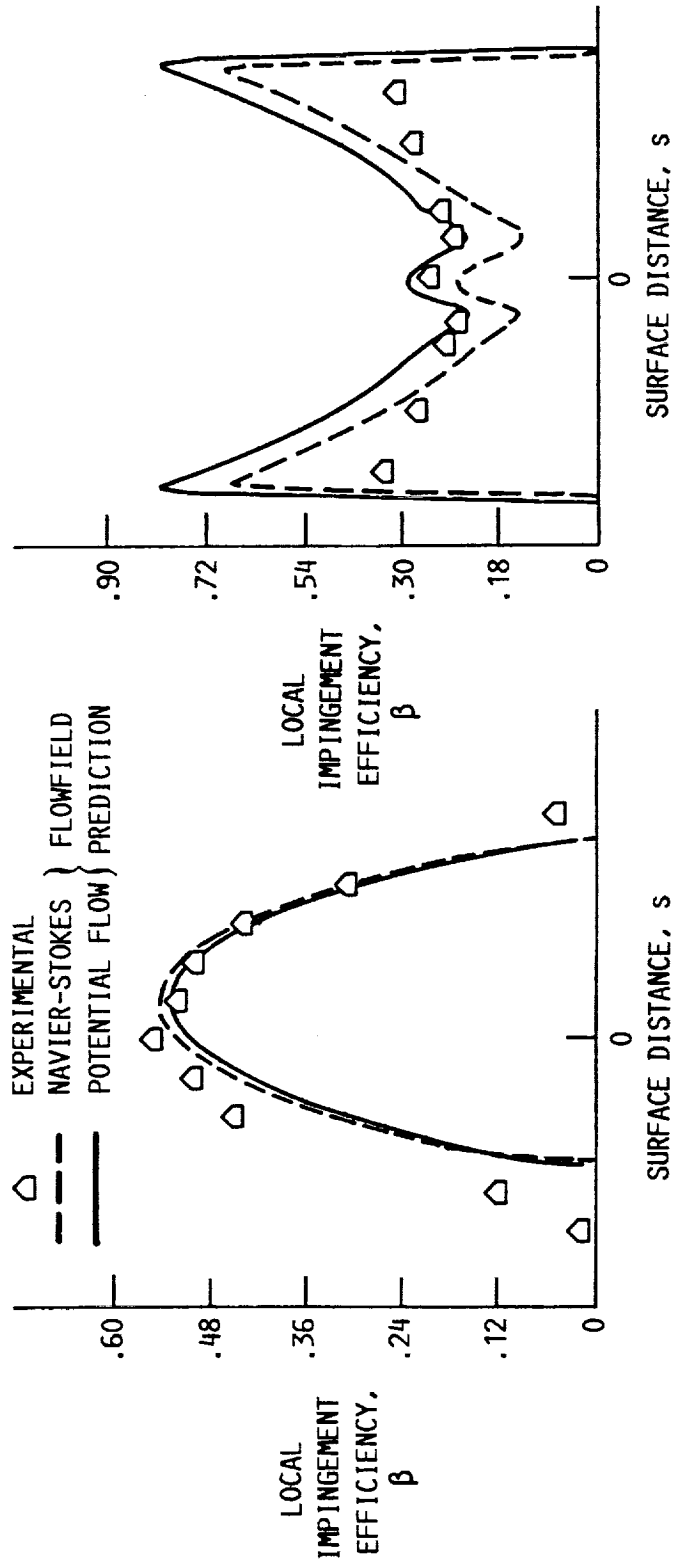 EXPERIMENTAL
NAVIER-STOKES } FLOWFIELD
POTENTIAL FLOW } PREDICTION
LOCAL
IMPINGEMENT
EFFICIENCY,
β
.60
.48
.36
.24
.12
0
0
SURFACE DISTANCE, s
LOCAL
IMPINGEMENT
EFFICIENCY,
β
.90
.72
.54
.30
.18
0
0
SURFACE DISTANCE, s